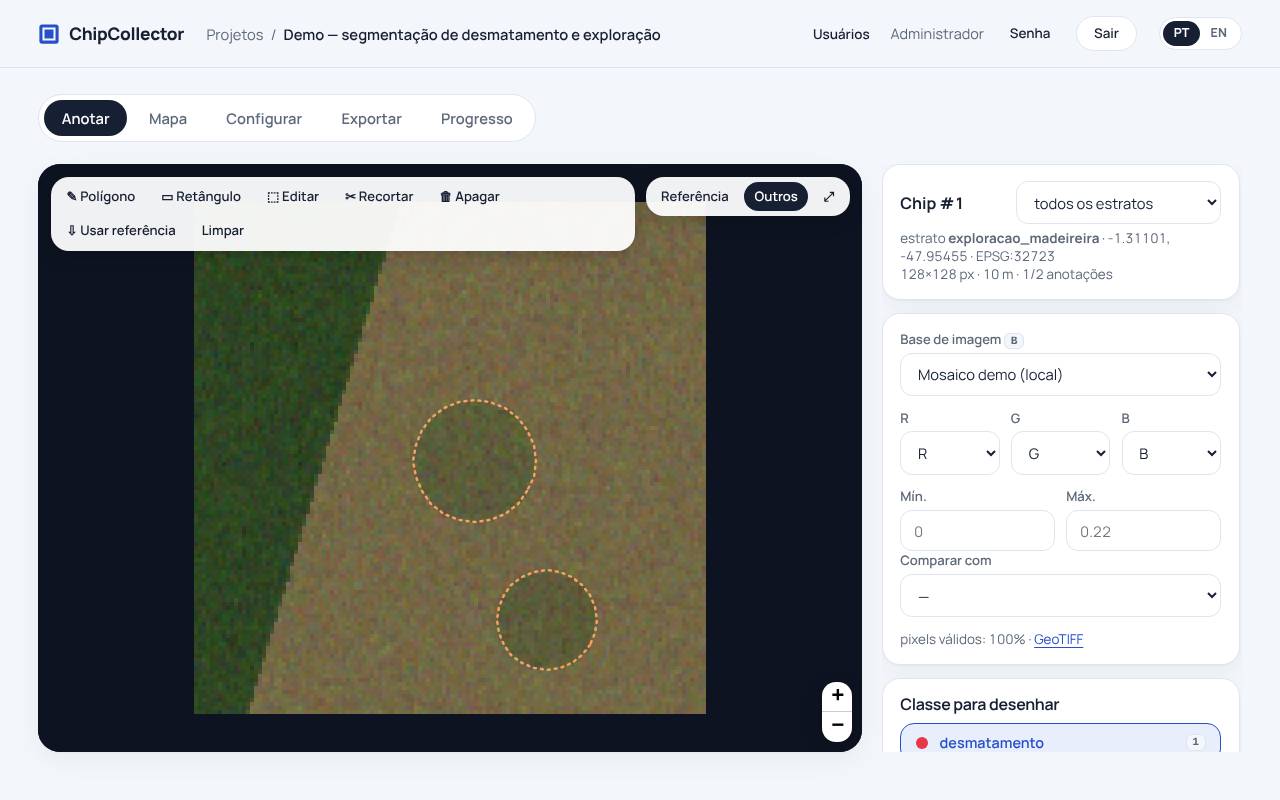 ChipCollector Projetos / Demo — segmentação de desmatamento e exploração Usuários Administrador Senha Sair PT EN
Anotar Mapa Configurar Exportar Progresso
✎ Polígono ▭ Retângulo ⬚ Editar ✂ Recortar 🗑 Apagar
⇩ Usar referência Limpar
Referência Outros ⤢
+
−
Chip #1 todos os estratos
estrato exploracao_madeireira · -1.31101,
-47.95455 · EPSG:32723
128×128 px · 10 m · 1/2 anotações
Base de imagem B
Mosaico demo (local)
R G B
R G B
Mín. Máx.
0 0.22
Comparar com
—
pixels válidos: 100% · GeoTIFF
Classe para desenhar
desmatamento 1